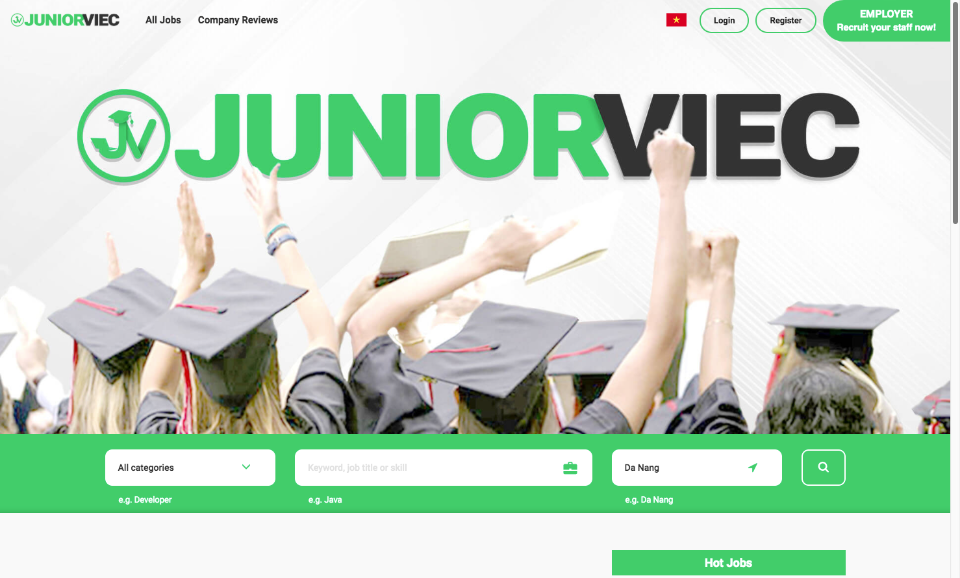 JUNIORVIEC
All Jobs
Company Reviews
Login
Register
EMPLOYER
Recruit your staff now!
JV JUNIORVIEC
All categories
Keyword, job title or skill
Da Nang
e.g. Developer
e.g. Java
e.g. Da Nang
Hot Jobs